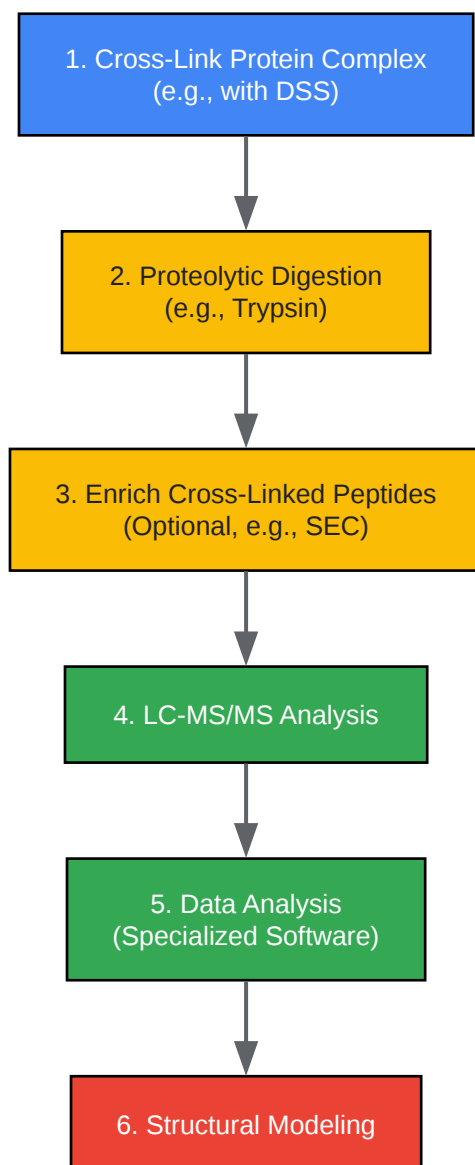 1. Cross-Link Protein Complex
(e.g., with DSS)
2. Proteolytic Digestion
(e.g., Trypsin)
3. Enrich Cross-Linked Peptides
(Optional, e.g., SEC)
4. LC-MS/MS Analysis
5. Data Analysis
(Specialized Software)
6. Structural Modeling